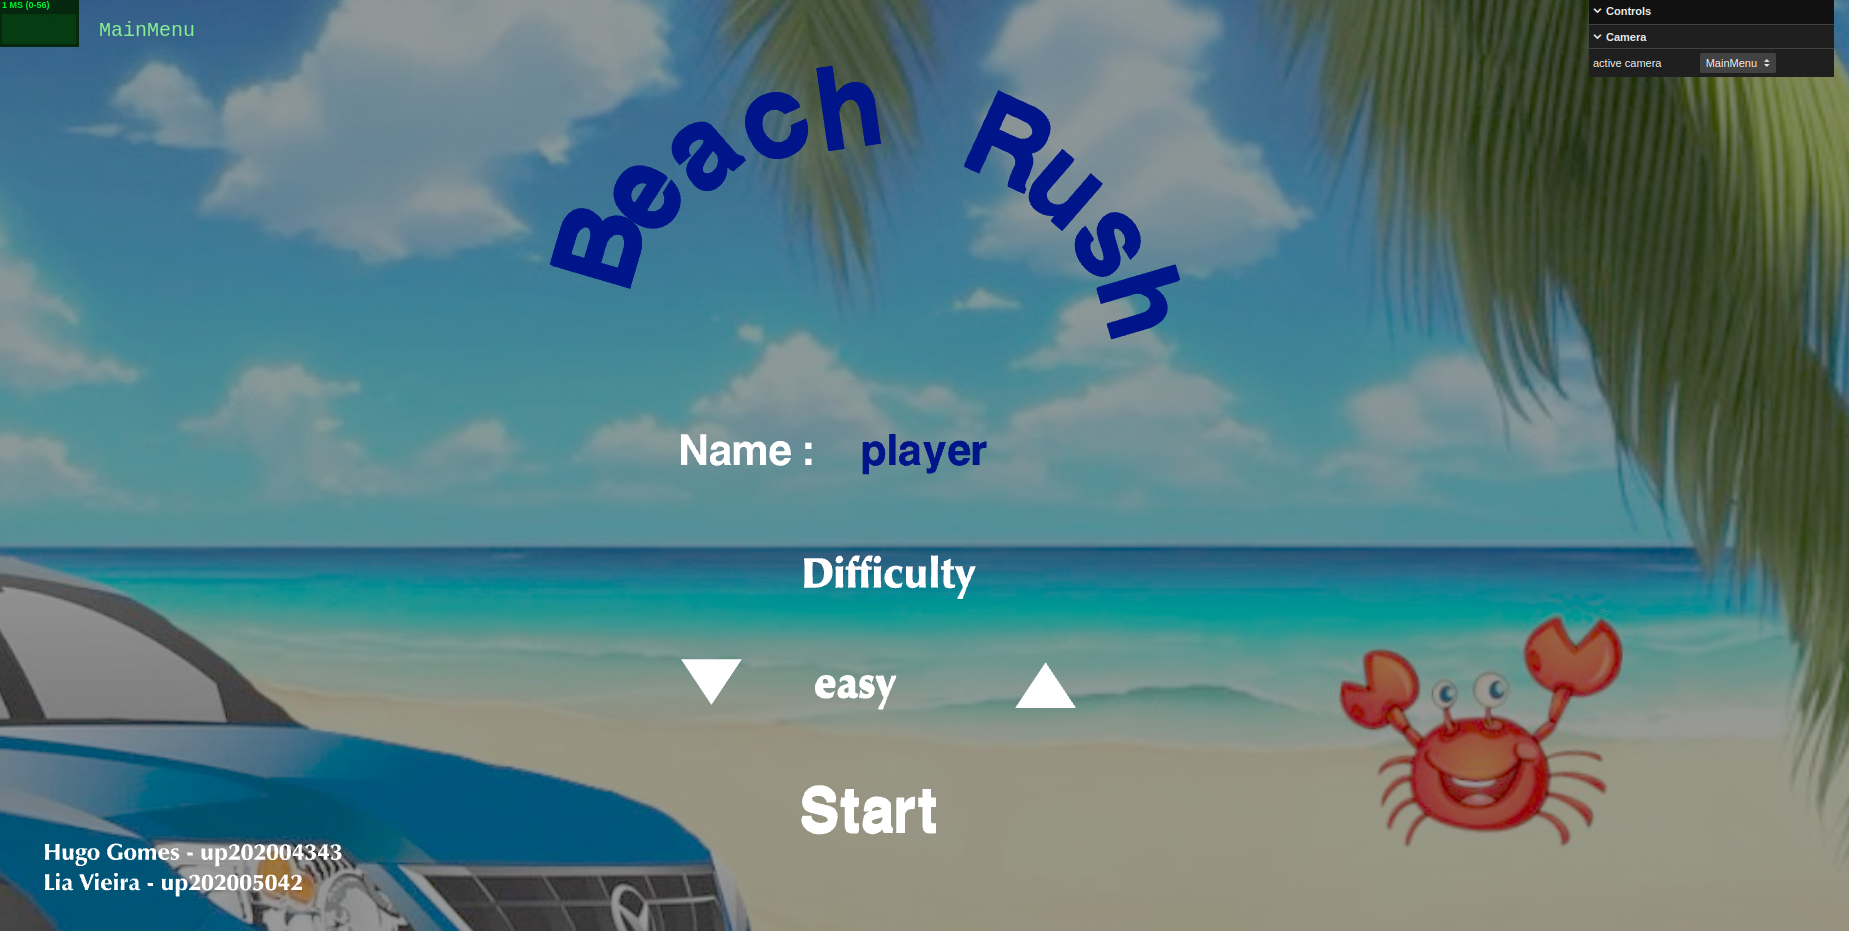 1 MS (0-56)
MainMenu
Controls
Camera
active camera
MainMenu
Beach Rush
Name : player
Difficulty
easy
Start
Hugo Gomes - up202004343
Lia Vieira - up202005042